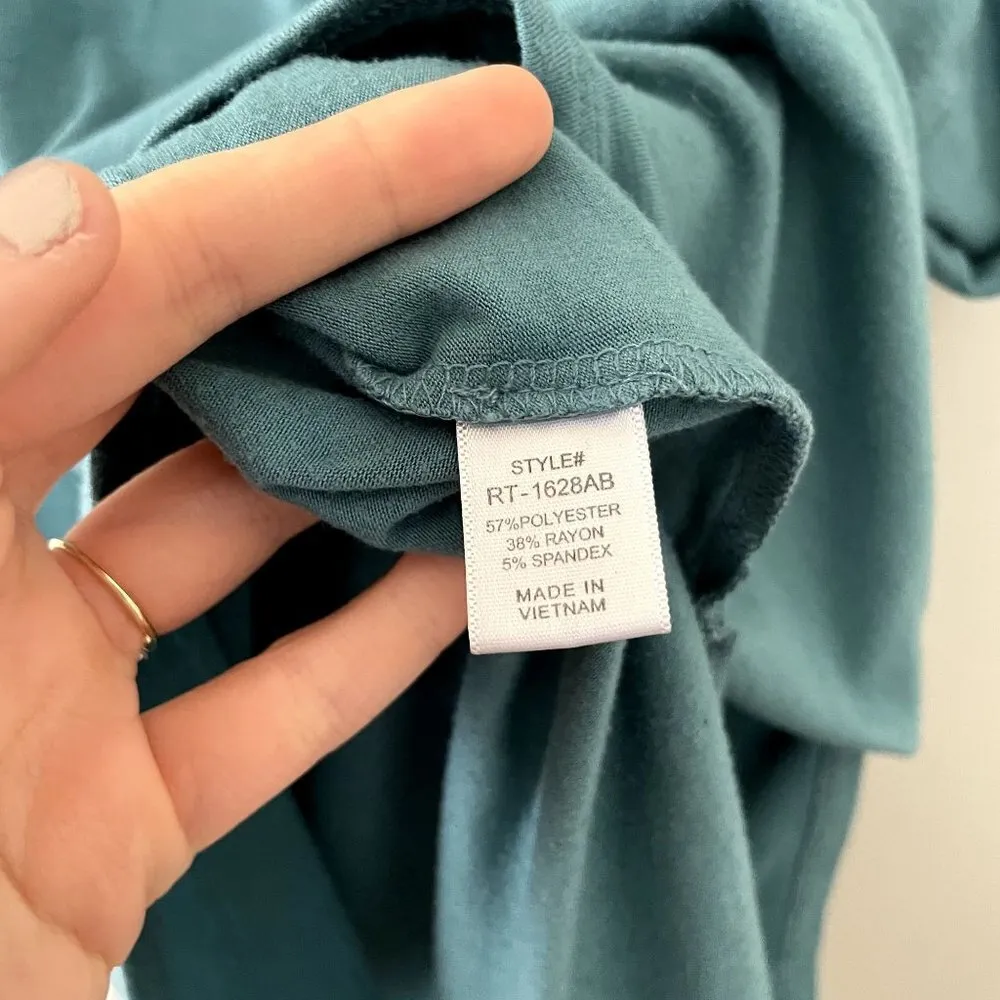 STYLE#
RT-1628AB
57%POLYESTER
38% RAYON
5% SPANDEX
MADE IN
VIETNAM